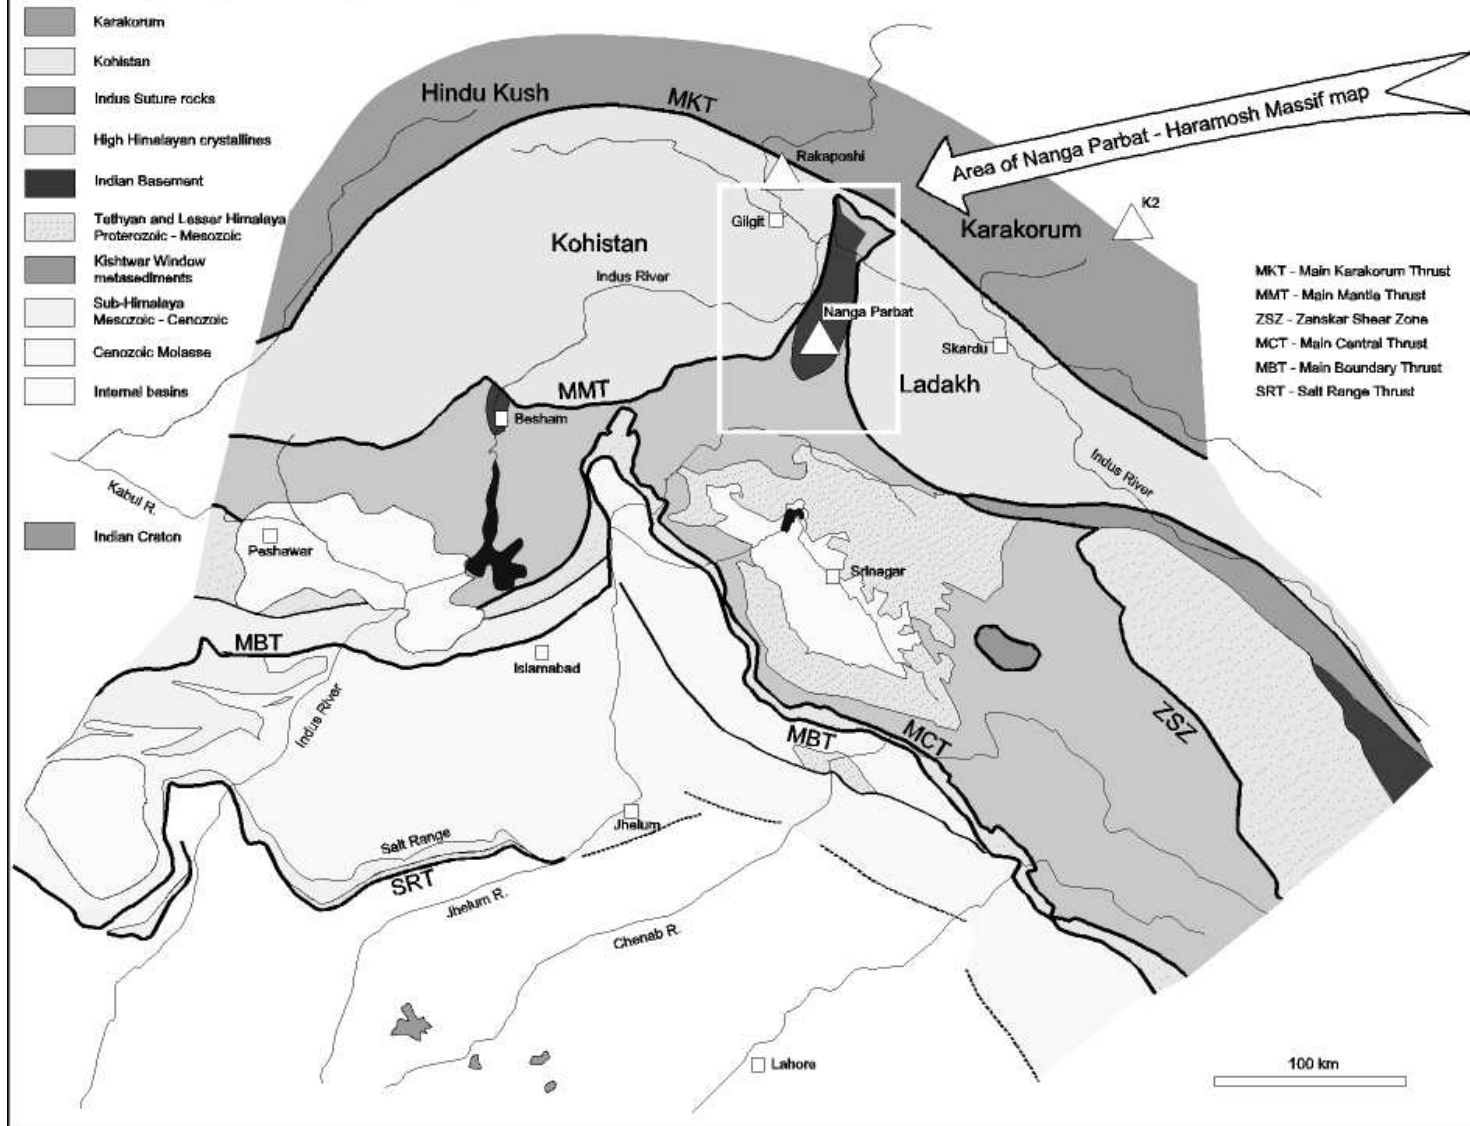 Karakorum
Kohistan
Indus Suture rocks
High Himalayan crystallines
Indian Basement
Tethyan and Lesser Himalaya
Proterozoic - Mesozoic
Kishtwar Window
metasediments
Sub-Himalaya
Mesozoic - Cenozoic
Cenozoic Molasse
Internal basins
Indian Craton
Hindu Kush
MKT
Rakaposhi
Area of Nanga Parbat - Haramosh Massif map
K2
Gilgit
Karakorum
Kohistan
Indus River
Nanga Parbat
Skardu
Ladakh
MKT - Main Karakorum Thrust
MMT - Main Mantle Thrust
ZSZ - Zanskar Shear Zone
MCT - Main Central Thrust
MBT - Main Boundary Thrust
SRT - Salt Range Thrust
MMT
Besham
Indus River
Kabul R.
Peshawar
Srinagar
MBT
Islamabad
Indus River
ZSZ
MBT
MCT
Jhelum
Salt Range
SRT
Jhelum R.
Chenab R.
Lahore
100 km